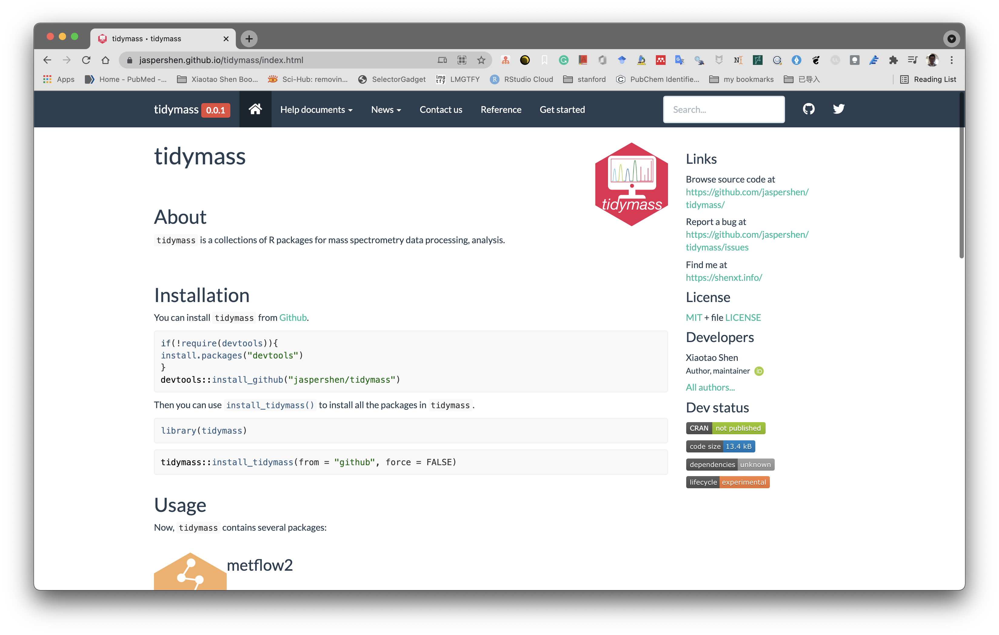 tidymass • tidymass
jaspershen.github.io/tidymass/index.html
Apps
Home - PubMed -...
Xiaotao Shen Boo...
Sci-Hub: removin...
SelectorGadget
lmg
tfy
LMGTFY
R
RStudio Cloud
stanford
PubChem Identifie...
my bookmarks
已导入
Reading List
tidymass 0.0.1
Help documents
News
Contact us
Reference
Get started
Search...
tidymass
tidymass
About
tidymass is a collections of R packages for mass spectrometry data processing, analysis.
Installation
You can install tidymass from Github.
if(!require(devtools)){
install.packages("devtools")
}
devtools::install_github("jaspershen/tidymass")
Then you can use install_tidymass() to install all the packages in tidymass.
library(tidymass)
tidymass::install_tidymass(from = "github", force = FALSE)
Usage
Now, tidymass contains several packages:
metflow2
Links
Browse source code at
https://github.com/jaspershen/
tidymass/
Report a bug at
https://github.com/jaspershen/
tidymass/issues
Find me at
https://shenxt.info/
License
MIT + file LICENSE
Developers
Xiaotao Shen
Author, maintainer iD
All authors...
Dev status
CRAN not published
code size 13.4 kB
dependencies unknown
lifecycle experimental